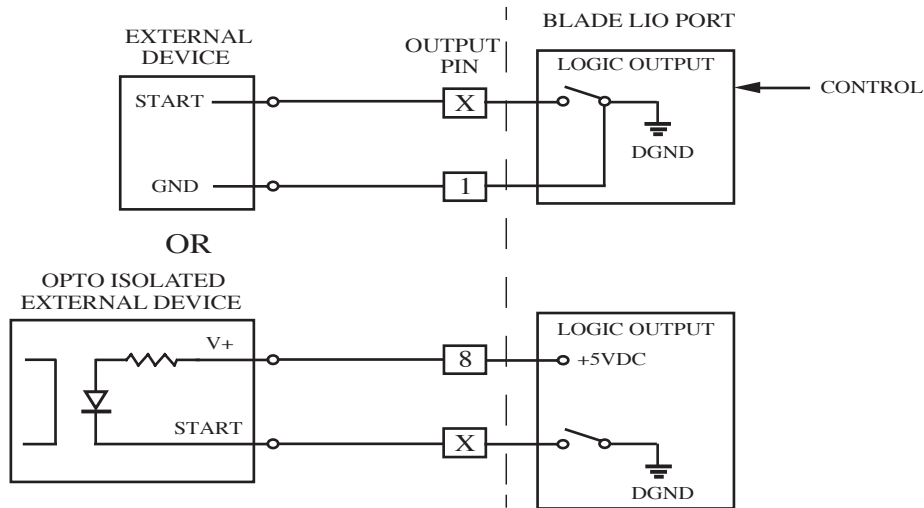 BLADE LIO PORT
EXTERNAL
DEVICE
OUTPUT
PIN
LOGIC OUTPUT
START
X
CONTROL
DGND
GND
1
OR
OPTO ISOLATED
EXTERNAL DEVICE
LOGIC OUTPUT
V+
8
+5VDC
START
X
DGND